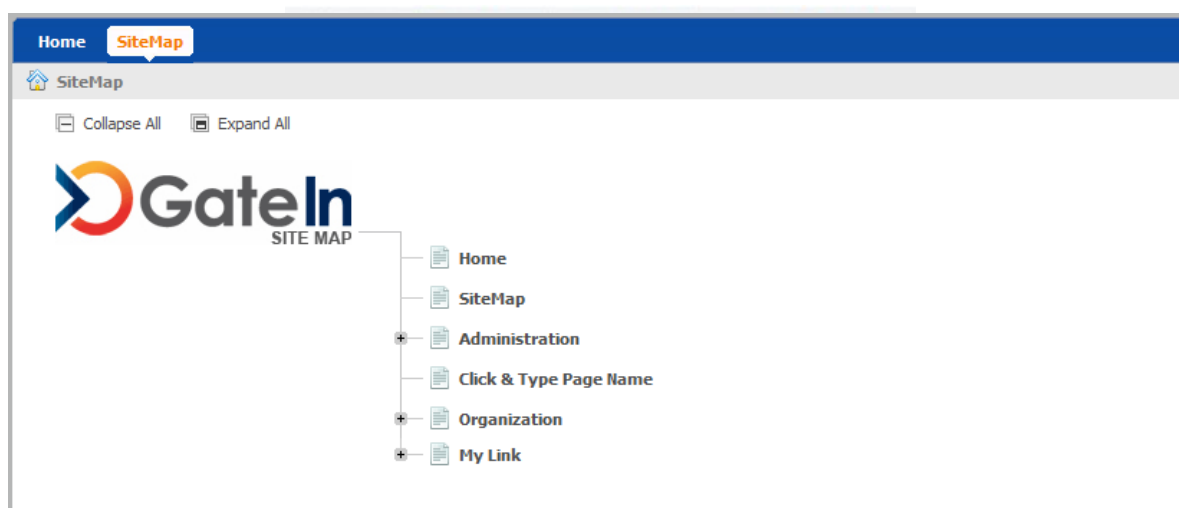 Home SiteMap
SiteMap
Collapse All Expand All
GateIn
SITE MAP
Home
SiteMap
Administration
Click & Type Page Name
Organization
My Link